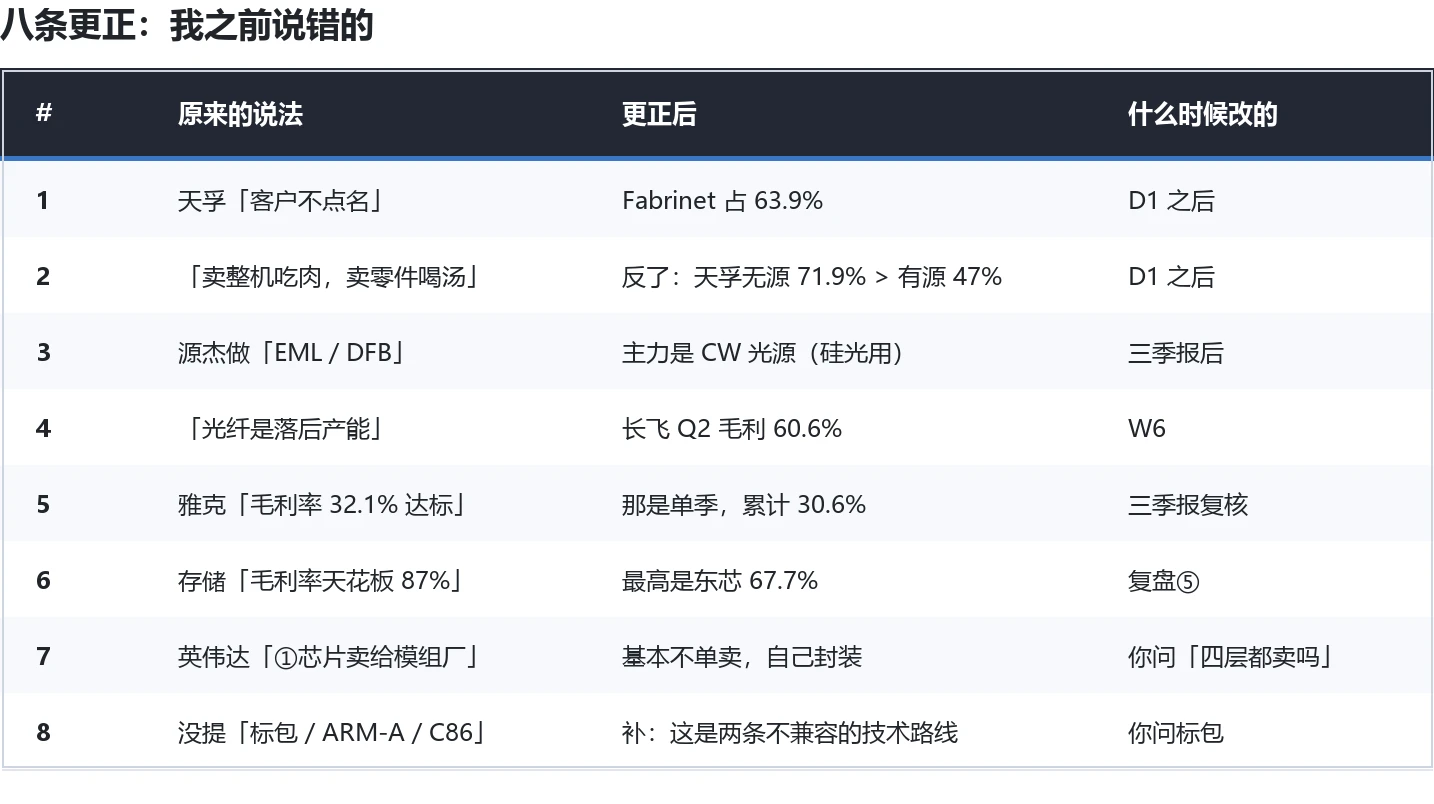 八条更正：我之前说错的
# 原来的说法 更正后 什么时候改的
1 天孚「客户不点名」 Fabrinet 占 63.9% D1 之后
2 「卖整机吃肉，卖零件喝汤」 反了：天孚无源 71.9% > 有源 47% D1 之后
3 源杰做「EML / DFB」 主力是 CW 光源（硅光用） 三季报后
4 「光纤是落后产能」 长飞 Q2 毛利 60.6% W6
5 雅克「毛利率 32.1% 达标」 那是单季，累计 30.6% 三季报复核
6 存储「毛利率天花板 87%」 最高是东芯 67.7% 复盘⑤
7 英伟达「①芯片卖给模组厂」 基本不单卖，自己封装 你问「四层都卖吗」
8 没提「标包 / ARM-A / C86」 补：这是两条不兼容的技术路线 你问标包